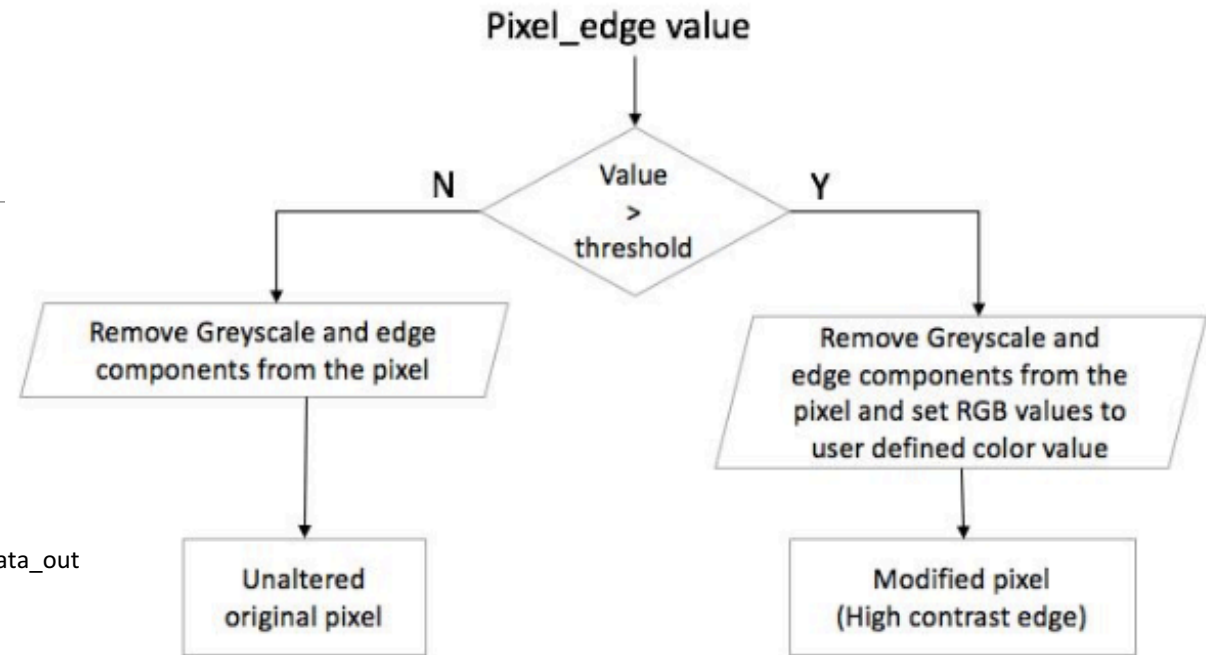 Pixel_edge value
Value
>
threshold
N
Y
Remove Greyscale and edge
components from the pixel
Remove Greyscale and
edge components from the
pixel and set RGB values to
user defined color value
ata_out
Unaltered
original pixel
Modified pixel
(High contrast edge)